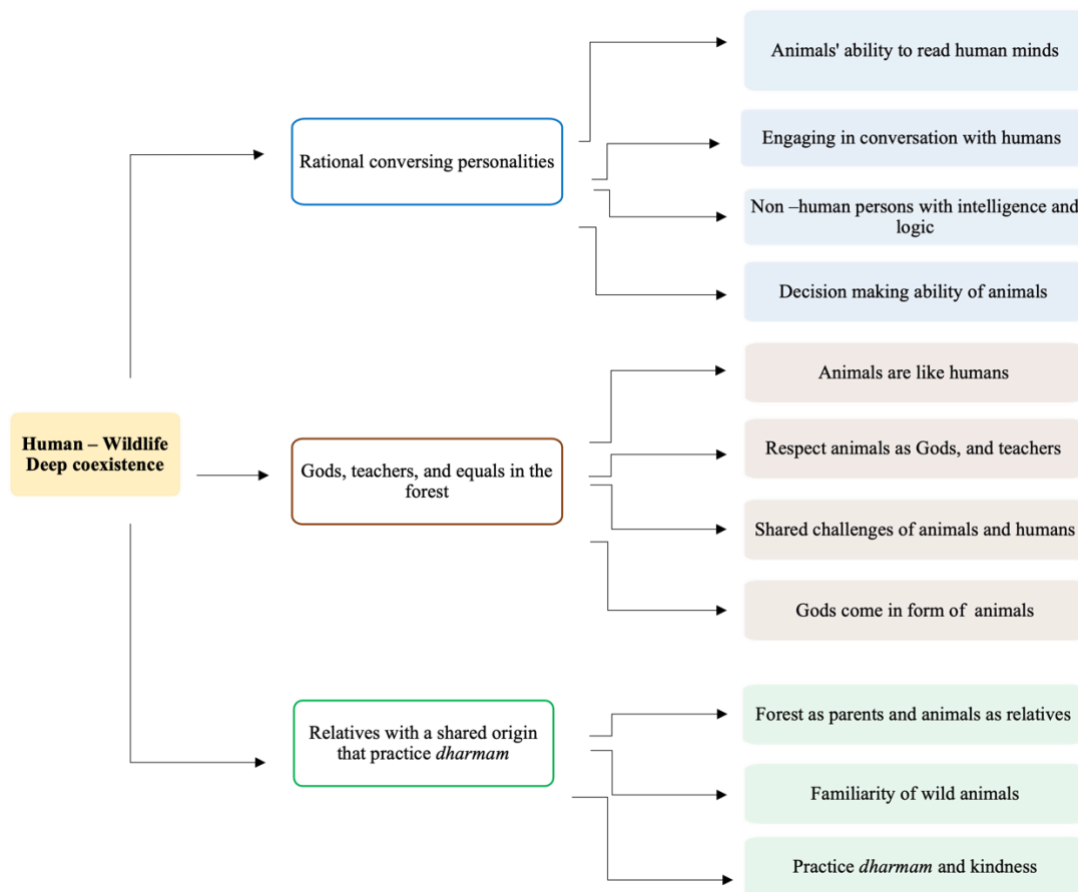 Animals' ability to read human minds
Engaging in conversation with humans
Rational conversing personalities
Non –human persons with intelligence and
logic
Decision making ability of animals
Animals are like humans
Human – Wildlife
Deep coexistence
Respect animals as Gods, and teachers
Gods, teachers, and equals in the
forest
Shared challenges of animals and humans
Gods come in form of animals
Forest as parents and animals as relatives
Relatives with a shared origin
that practice dharmam
Familiarity of wild animals
Practice dharmam and kindness